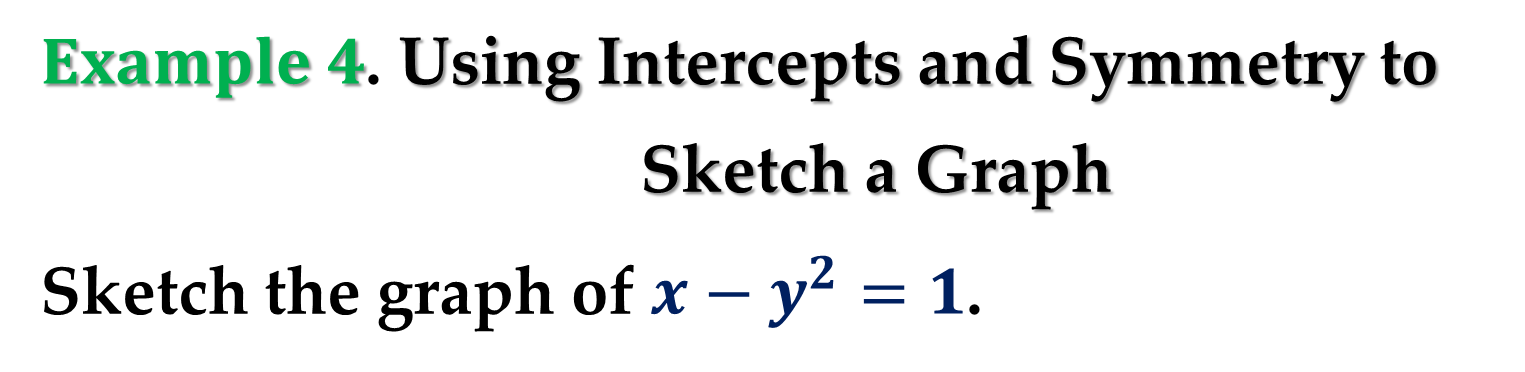 Example 4. Using Intercepts and Symmetry to
Sketch a Graph
Sketch the graph of x − y² = 1.